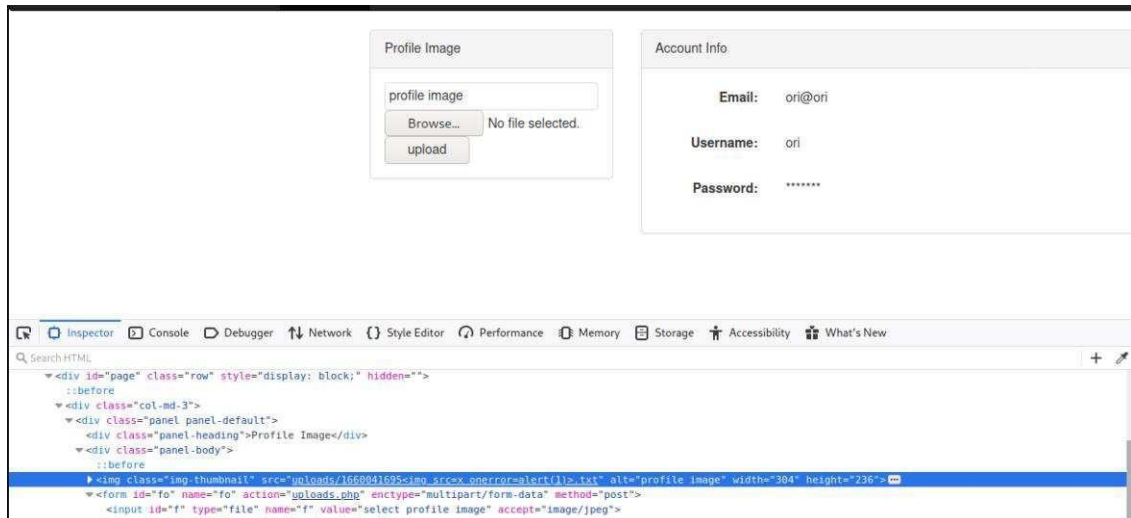 Profile Image
Account Info
profile image
Browse... No file selected.
upload
Email: ori@ori
Username: ori
Password: *******
Inspector Console Debugger Network {} Style Editor Performance Memory Storage Accessibility What's New
Search HTML
<div id="page" class="row" style="display: block;" hidden="">
::before
<div class="col-md-3">
<div class="panel panel-default">
<div class="panel-heading">Profile Image</div>
<div class="panel-body">
::before
<img class="img-thumbnail" src="uploads/1660041695<img src=x onerror=alert(1)>.txt" alt="profile image" width="304" height="236">
<form id="fo" name="fo" action="uploads.php" enctype="multipart/form-data" method="post">
<input id="f" type="file" name="f" value="select profile image" accept="image/jpeg">